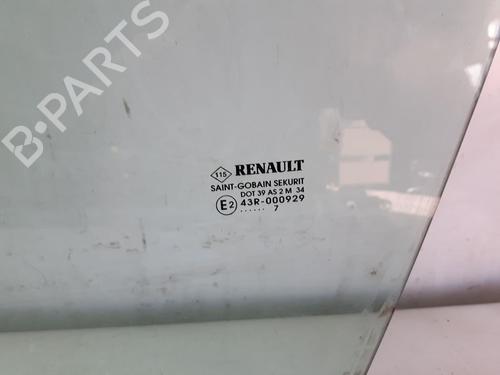 B-PARTS
115 RENAULT
SAINT-GOBAIN SEKURIT
DOT 39 AS 2 M 34
E2 43R-000929
...... 7